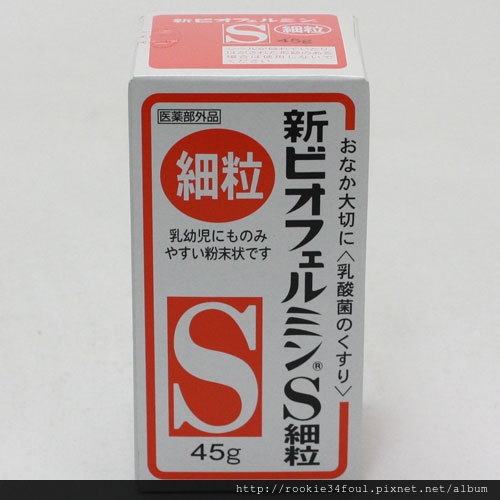 新ビオフェルミン
S
細粒
45g
医薬部外品
細粒
乳幼児にものみ
やすい粉末状です
S
45g
新ビオフェルミン®S細粒
おなか大切に〈乳酸菌のくすり〉
http://rookie34foul.pixnet.net/album